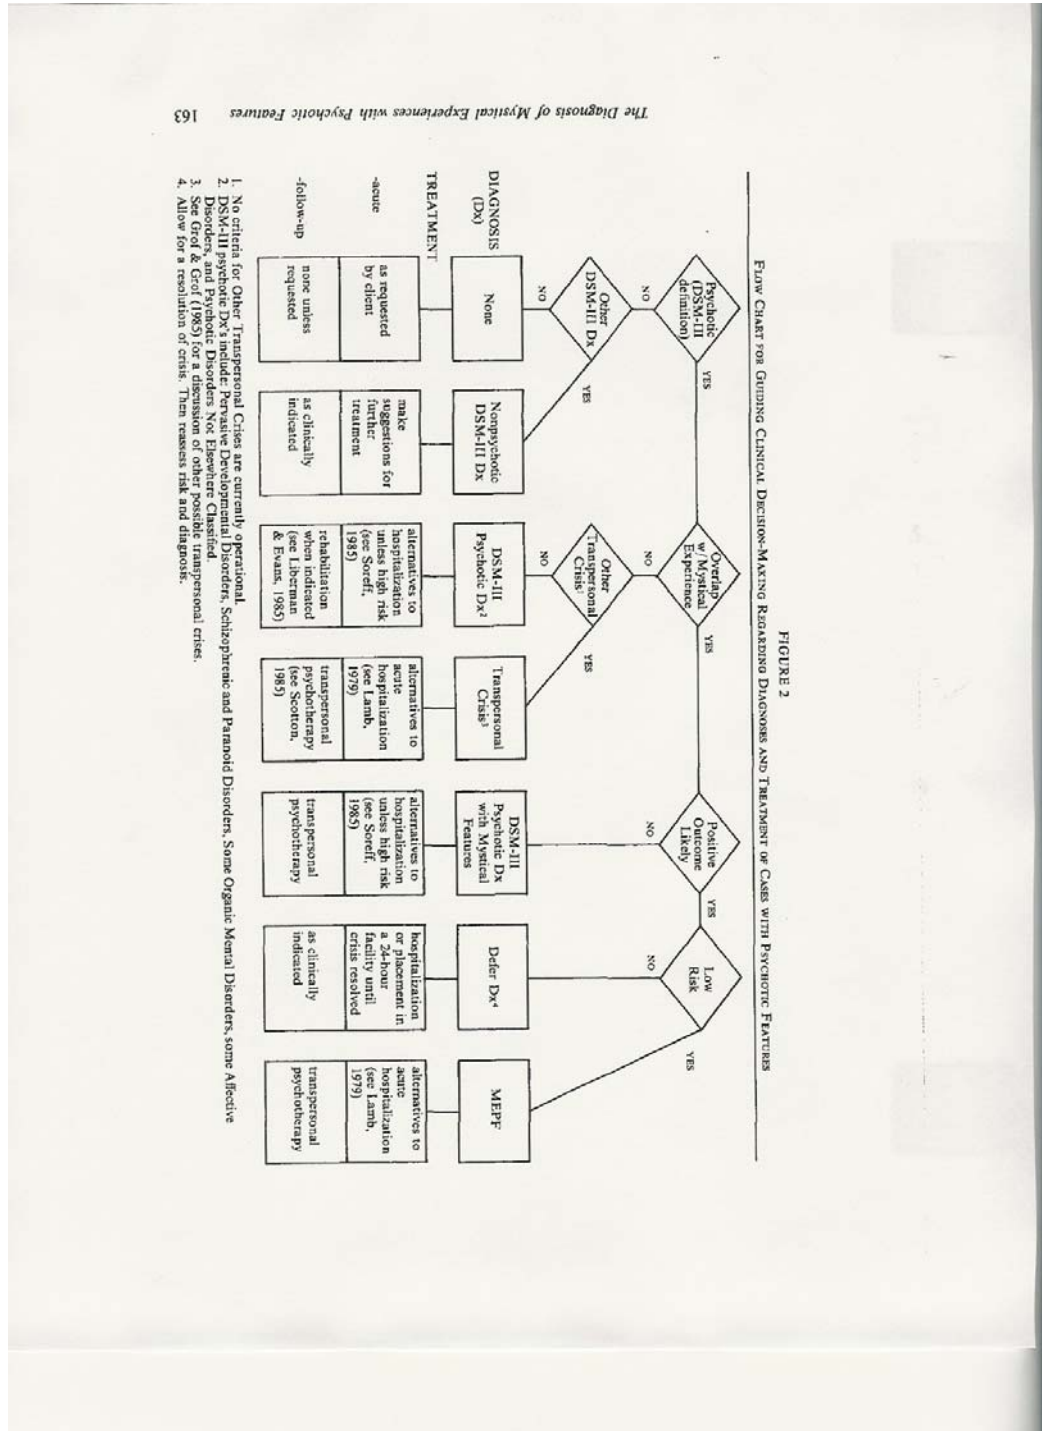 The Diagnosis of Mystical Experiences with Psychotic Features 163
FIGURE 2
FLOW CHART FOR GUIDING CLINICAL DECISION-MAKING REGARDING DIAGNOSES AND TREATMENT OF CASES WITH PSYCHOTIC FEATURES
Psychotic
(DSM-III
definition)
YES
Overlap
w/Mystical
Experience
YES
Positive
Outcome
Likely
YES
Low
Risk
YES
NO
NO
NO
NO
Other
DSM-III Dx
YES
Other
Transpersonal
Crisis¹
YES
NO
NO
DIAGNOSIS
(Dx)
None
Nonpsychotic
DSM-III Dx
DSM-III
Psychotic Dx²
Transpersonal
Crisis³
DSM-III
Psychotic Dx
with Mystical
Features
Defer Dx⁴
MEPF
TREATMENT
-acute
as requested
by client
make
suggestions for
further
treatment
alternatives to
hospitalization
unless high risk
(see Soreff,
1985)
alternatives to
acute
hospitalization
(see Lamb,
1979)
alternatives to
hospitalization
unless high risk
(see Soreff,
1985)
hospitalization
or placement in
a 24-hour
facility until
crisis resolved
alternatives to
acute
hospitalization
(see Lamb,
1979)
-follow-up
none unless
requested
as clinically
indicated
rehabilitation
when indicated
(see Liberman
& Evans, 1985)
transpersonal
psychotherapy
(see Scotton,
1985)
transpersonal
psychotherapy
as clinically
indicated
transpersonal
psychotherapy
1. No criteria for Other Transpersonal Crises are currently operational.
2. DSM-III psychotic Dx's include: Pervasive Developmental Disorders, Schizophrenic and Paranoid Disorders, Some Organic Mental Disorders, some Affective
Disorders, and Psychotic Disorders Not Elsewhere Classified.
3. See Grof & Grof (1985) for a discussion of other possible transpersonal crises.
4. Allow for a resolution of crisis. Then reassess risk and diagnosis.